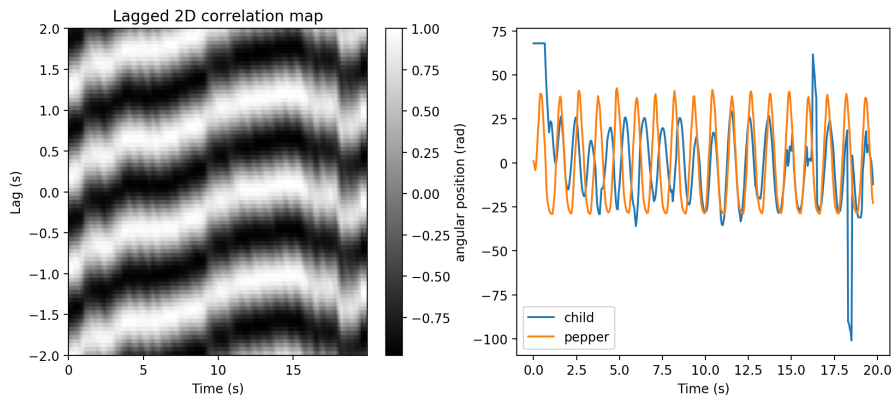 Lagged 2D correlation map
2.0
1.5
1.0
0.5
0.0
−0.5
−1.0
−1.5
−2.0
Lag (s)
0 5 10 15
Time (s)
1.00
0.75
0.50
0.25
0.00
−0.25
−0.50
−0.75
angular position (rad)
75
50
25
0
−25
−50
−75
−100
child
pepper
0.0 2.5 5.0 7.5 10.0 12.5 15.0 17.5 20.0
Time (s)